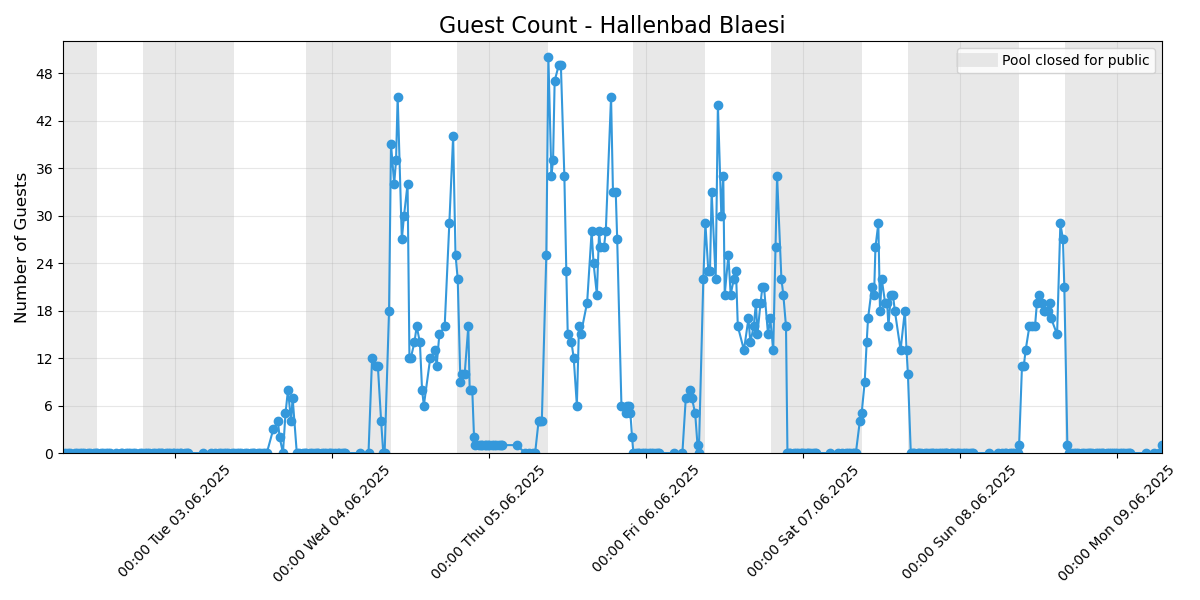 Guest Count - Hallenbad Blaesi
Pool closed for public
Number of Guests
48
42
36
30
24
18
12
6
0
00:00 Tue 03.06.2025
00:00 Wed 04.06.2025
00:00 Thu 05.06.2025
00:00 Fri 06.06.2025
00:00 Sat 07.06.2025
00:00 Sun 08.06.2025
00:00 Mon 09.06.2025